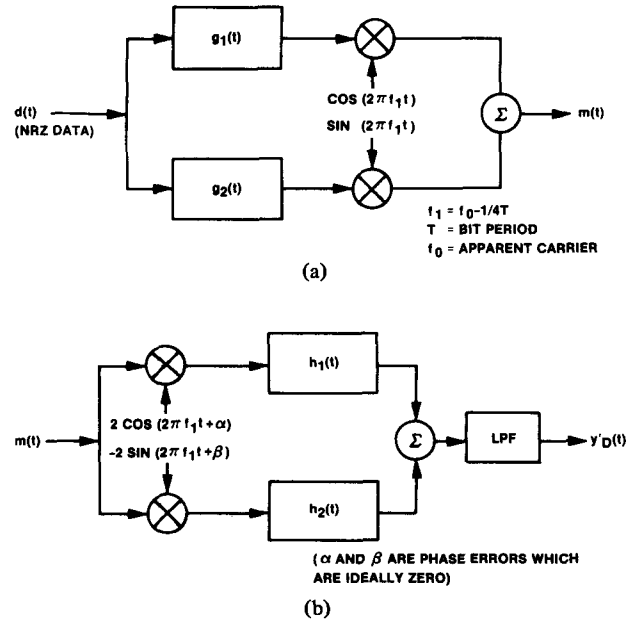 g₁(t)
COS (2πf₁t)
d(t)
(NRZ DATA)
SIN (2πf₁t)
Σ
m(t)
g₂(t)
f₁ = f₀-1/4T
T = BIT PERIOD
f₀ = APPARENT CARRIER
(a)
h₁(t)
2 COS (2πf₁t+α)
m(t)
-2 SIN (2πf₁t+β)
Σ
LPF
y'D(t)
h₂(t)
(α AND β ARE PHASE ERRORS WHICH
ARE IDEALLY ZERO)
(b)